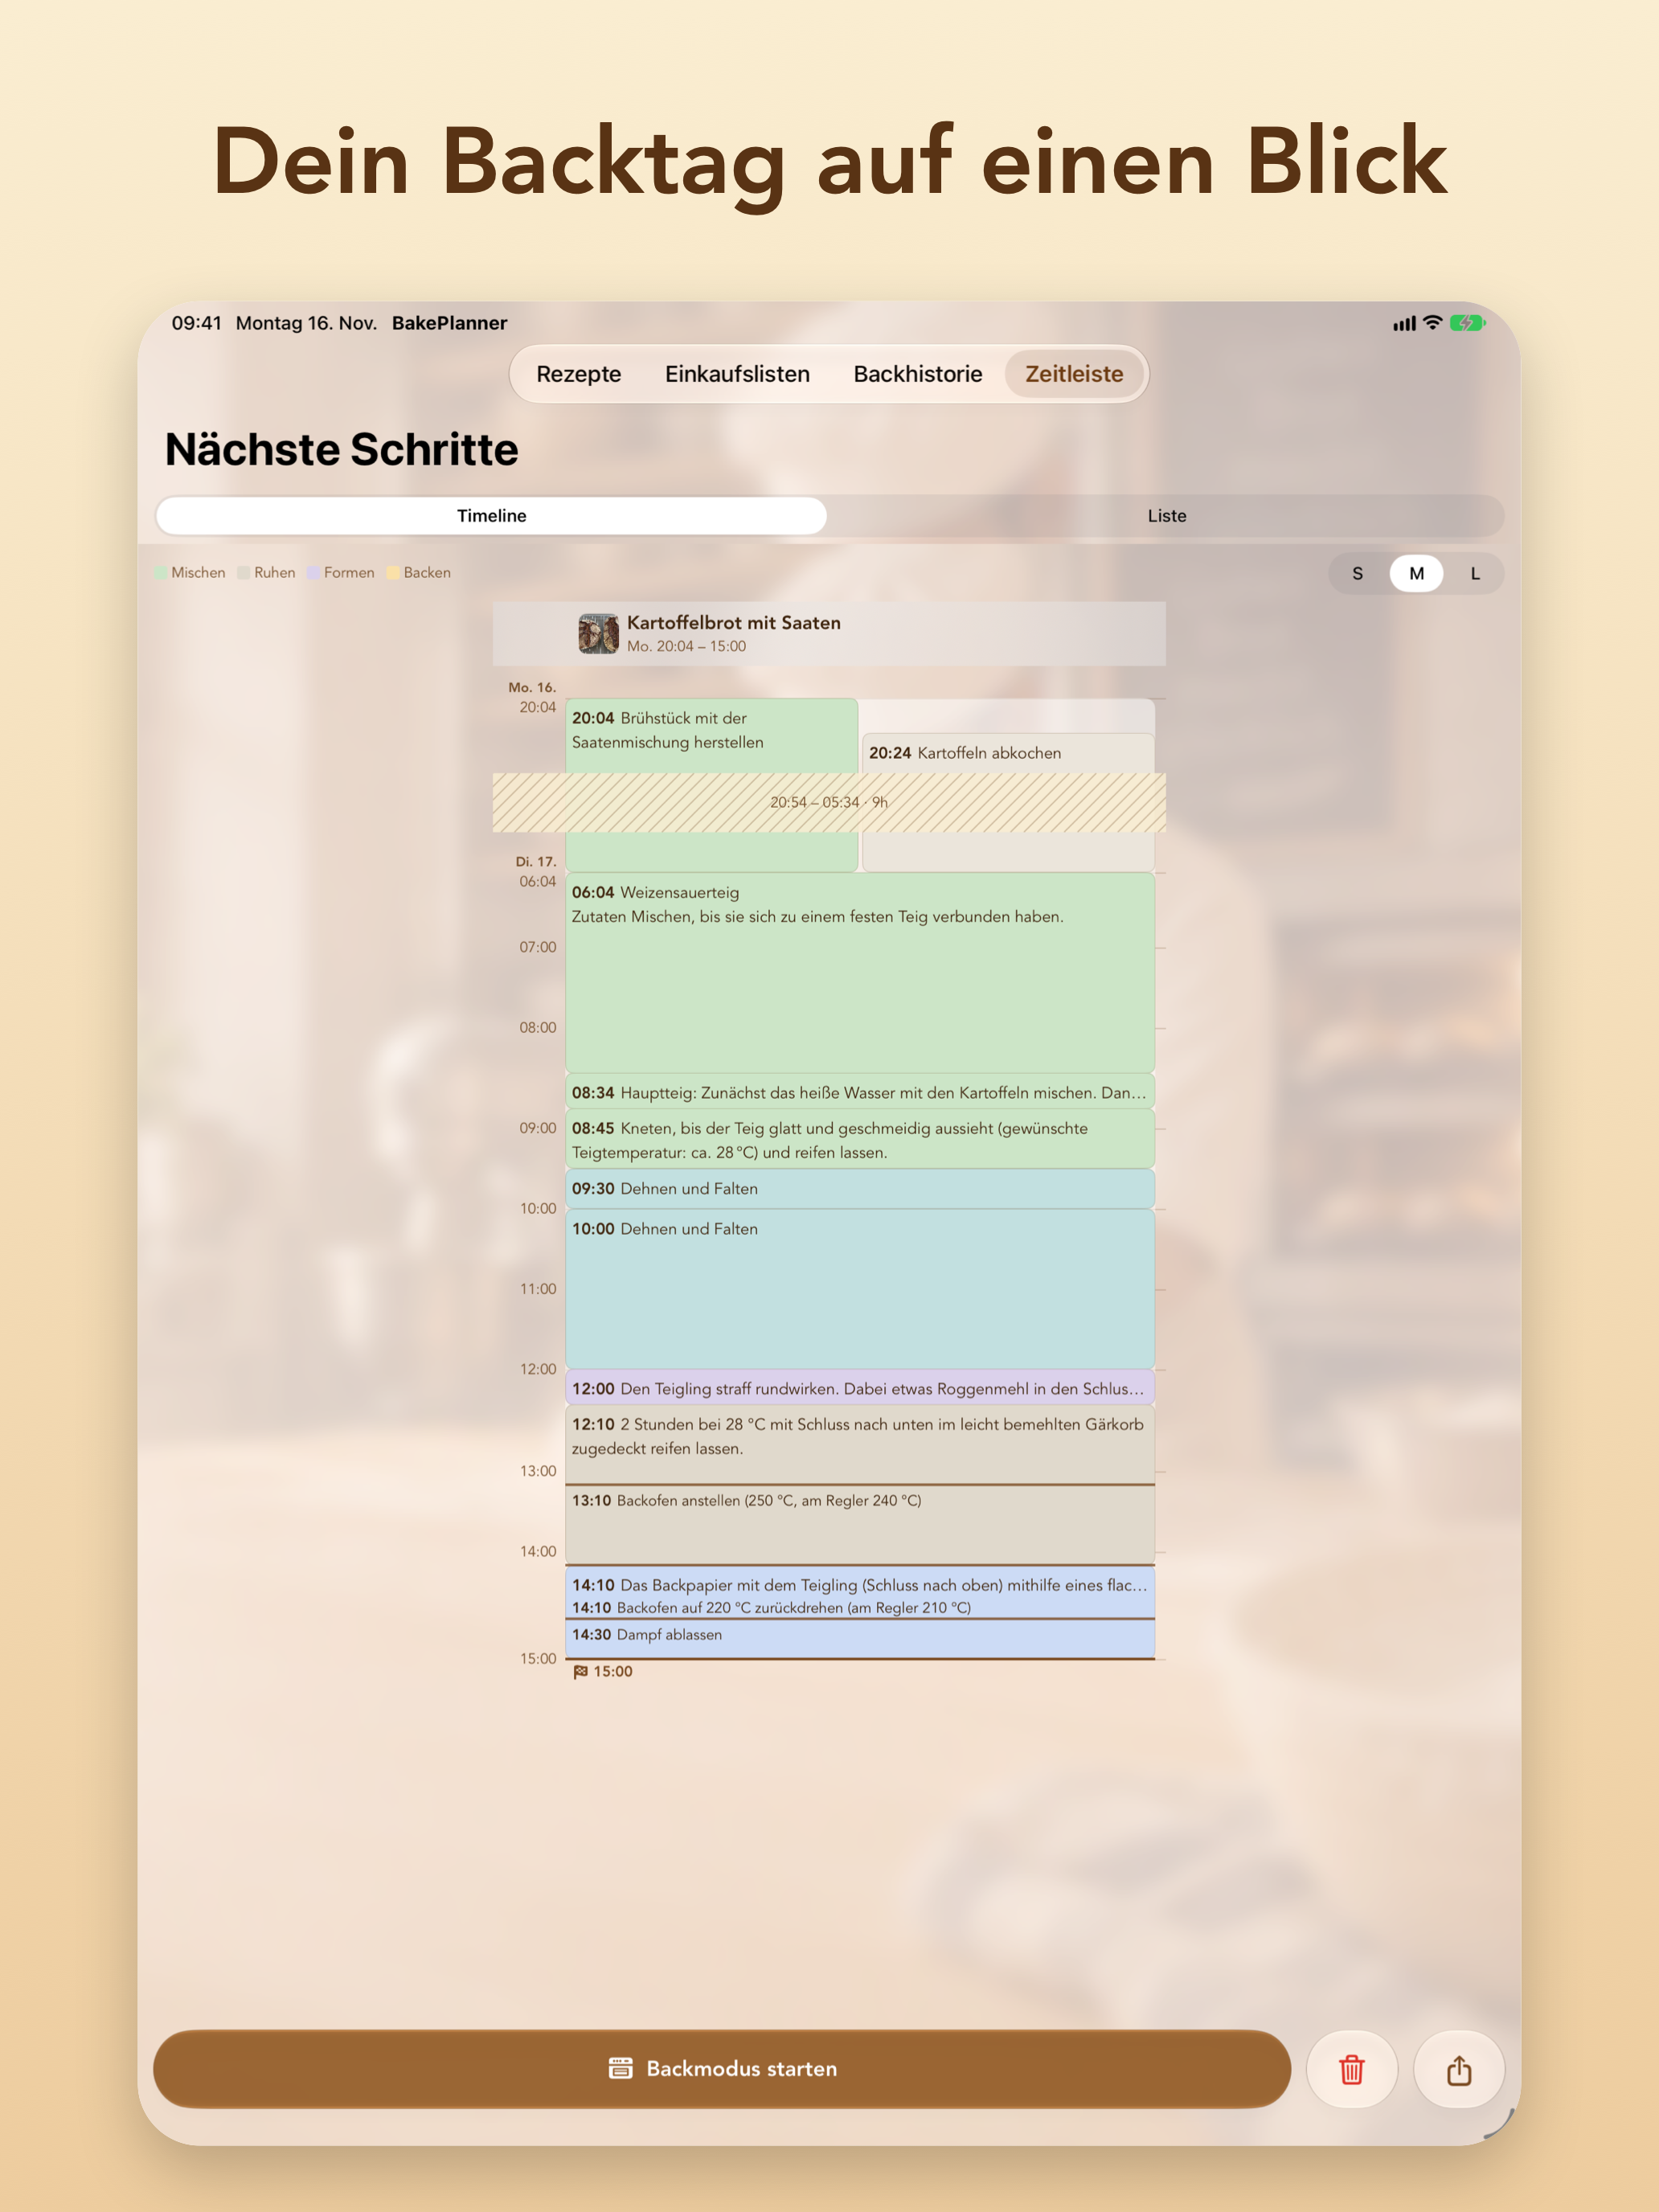 Dein Backtag auf einen Blick
09:41 Montag 16. Nov. BakePlanner
Rezepte Einkaufslisten Backhistorie Zeitleiste
Nächste Schritte
Timeline Liste
Mischen Ruhen Formen Backen
S M L
Kartoffelbrot mit Saaten
Mo. 20:04 – 15:00
Mo. 16.
20:04
20:04 Brühstück mit der
Saatenmischung herstellen
20:24 Kartoffeln abkochen
20:54 – 05:34 · 9h
Di. 17.
06:04
06:04 Weizensauerteig
Zutaten Mischen, bis sie sich zu einem festen Teig verbunden haben.
07:00
08:00
08:34 Hauptteig: Zunächst das heiße Wasser mit den Kartoffeln mischen. Dan…
09:00
08:45 Kneten, bis der Teig glatt und geschmeidig aussieht (gewünschte
Teigtemperatur: ca. 28 °C) und reifen lassen.
09:30 Dehnen und Falten
10:00
10:00 Dehnen und Falten
11:00
12:00
12:00 Den Teigling straff rundwirken. Dabei etwas Roggenmehl in den Schlus…
12:10 2 Stunden bei 28 °C mit Schluss nach unten im leicht bemehlten Gärkorb
zugedeckt reifen lassen.
13:00
13:10 Backofen anstellen (250 °C, am Regler 240 °C)
14:00
14:10 Das Backpapier mit dem Teigling (Schluss nach oben) mithilfe eines flac…
14:10 Backofen auf 220 °C zurückdrehen (am Regler 210 °C)
14:30 Dampf ablassen
15:00
15:00
Backmodus starten